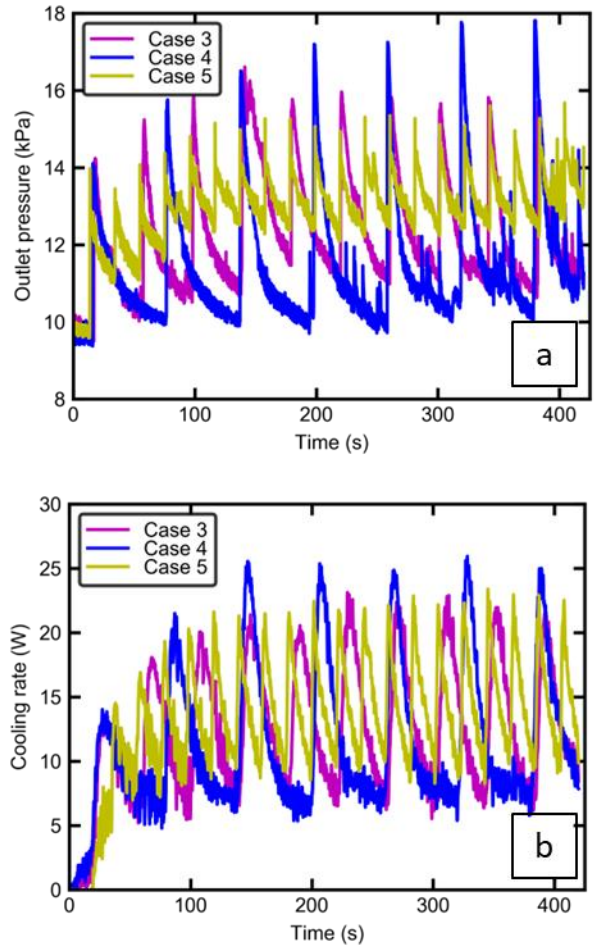 18
16
14
12
10
8
Outlet pressure (kPa)
Case 3
Case 4
Case 5
a
0 100 200 300 400
Time (s)
30
25
20
15
10
5
0
Cooling rate (W)
Case 3
Case 4
Case 5
b
0 100 200 300 400
Time (s)